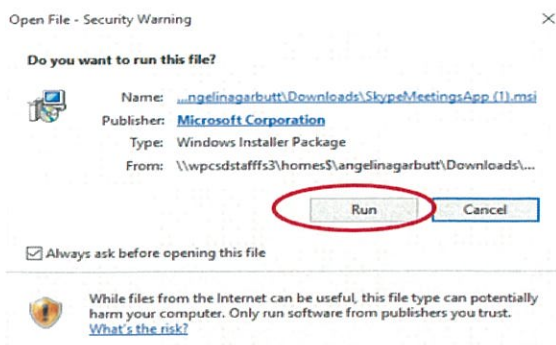 Open File - Security Warning
Do you want to run this file?
Name: ...ngelinagarbutt\Downloads\SkypeMeetingsApp (1).msi
Publisher: Microsoft Corporation
Type: Windows Installer Package
From: \\wpcsdstafffs3\homes$\angelinagarbutt\Downloads\...
Run Cancel
Always ask before opening this file
While files from the Internet can be useful, this file type can potentially
harm your computer. Only run software from publishers you trust.
What's the risk?